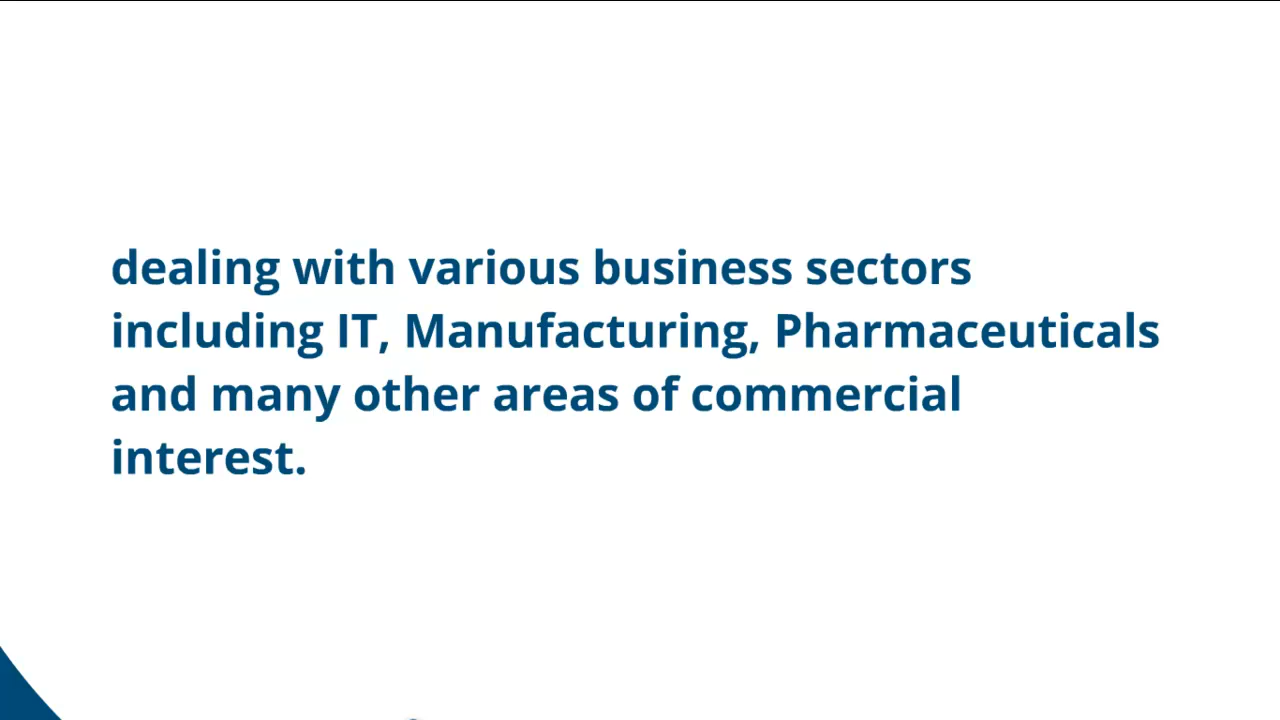 dealing with various business sectors
including IT, Manufacturing, Pharmaceuticals
and many other areas of commercial
interest.